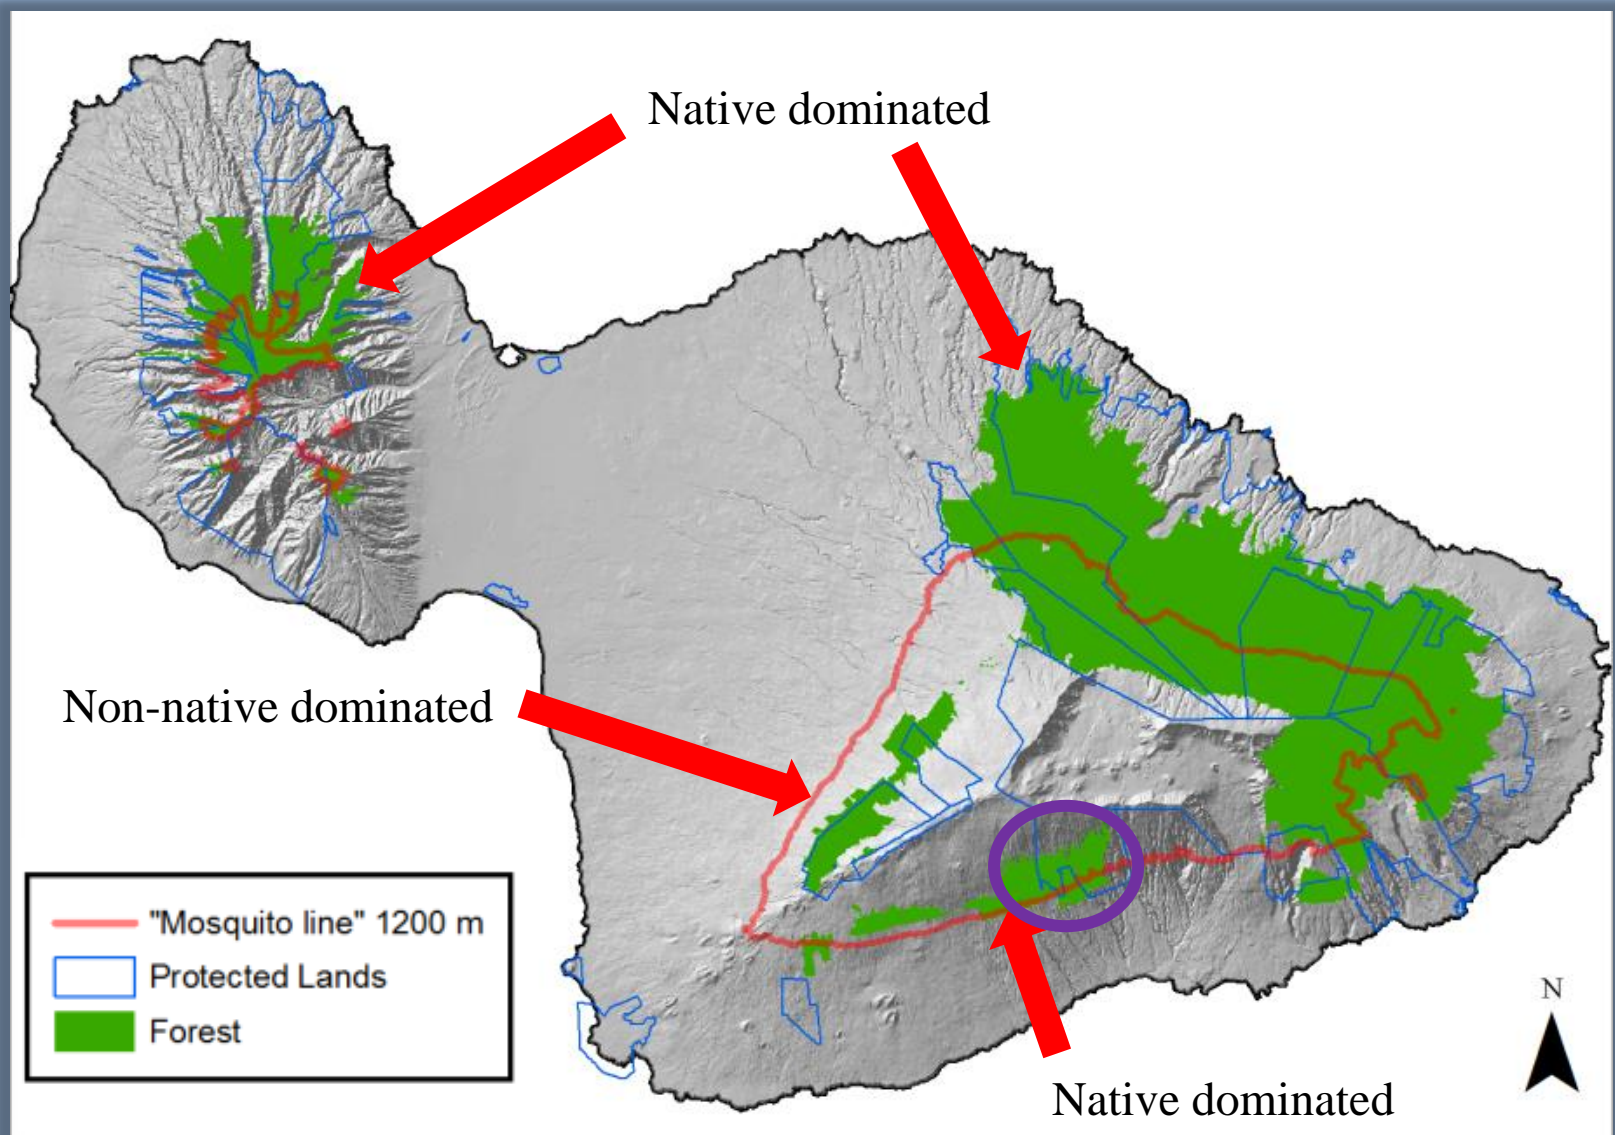 Native dominated
Non-native dominated
"Mosquito line" 1200 m
Protected Lands
Forest
N
Native dominated